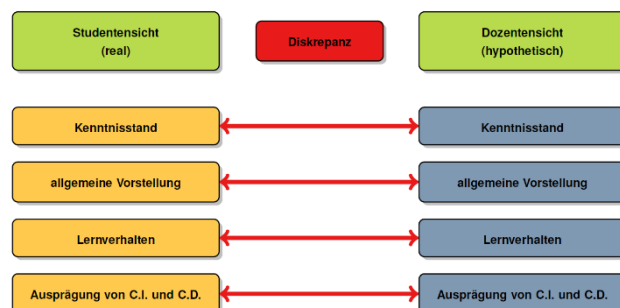 Studentensicht
(real)
Diskrepanz
Dozentensicht
(hypothetisch)
Kenntnisstand
Kenntnisstand
allgemeine Vorstellung
allgemeine Vorstellung
Lernverhalten
Lernverhalten
Ausprägung von C.I. und C.D.
Ausprägung von C.I. und C.D.